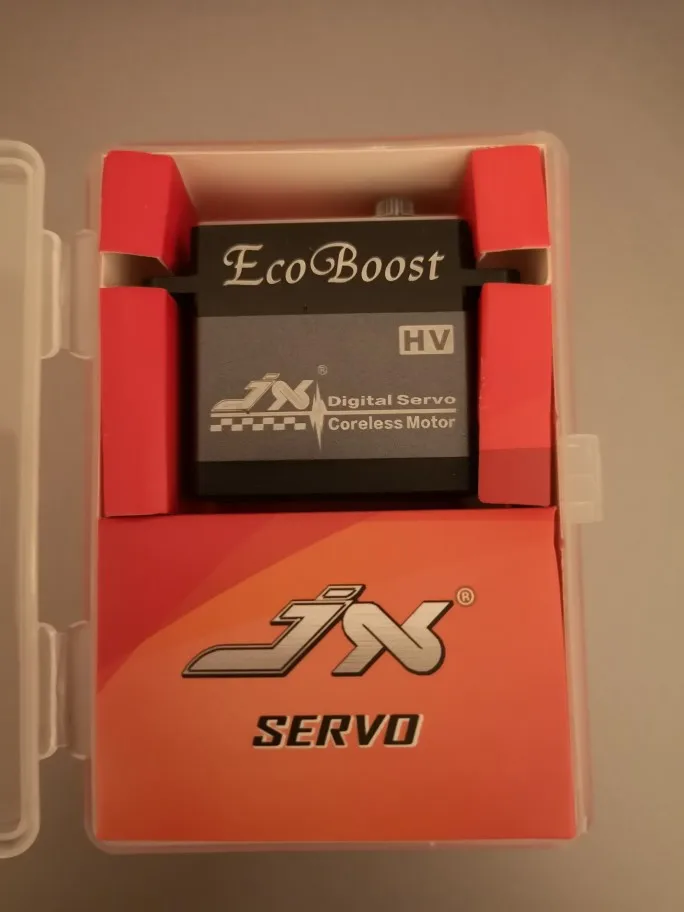 EcoBoost
HV
JX®
Digital Servo
Coreless Motor
JX®
SERVO